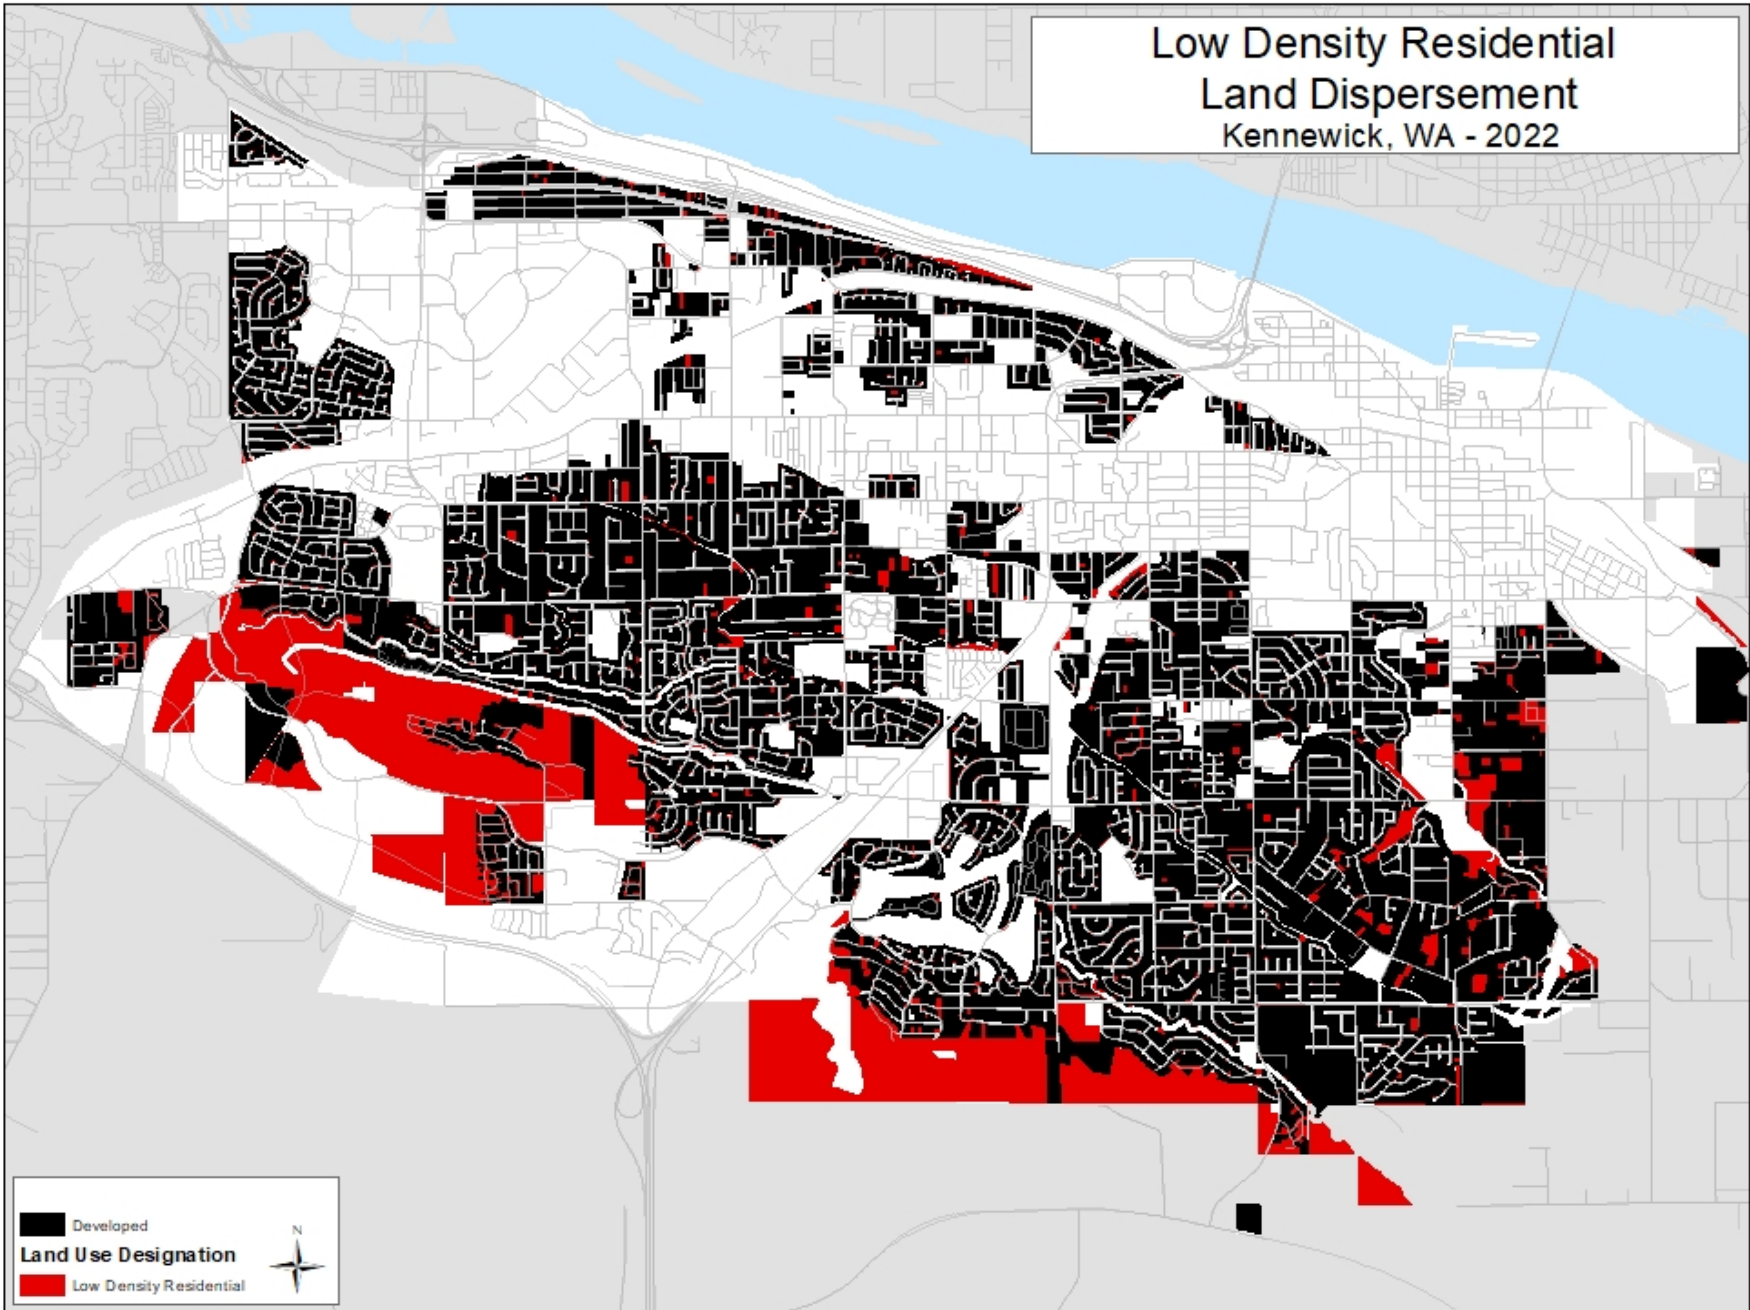 Low Density Residential
Land Dispersement
Kennewick, WA - 2022
Developed
N
Land Use Designation
Low Density Residential